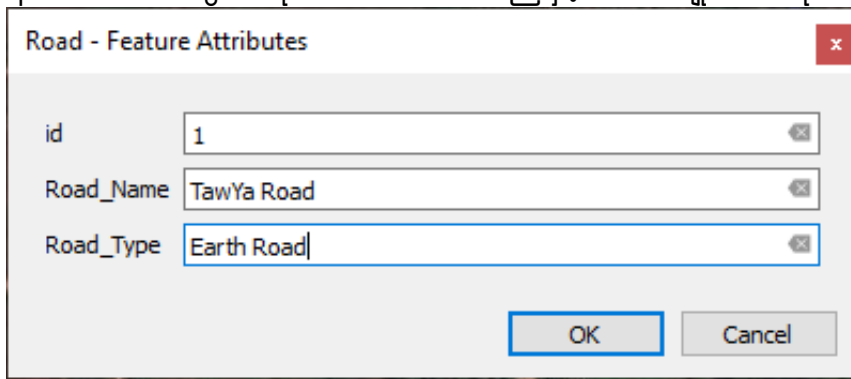 Road - Feature Attributes
id 1
Road_Name TawYa Road
Road_Type Earth Road
OK Cancel